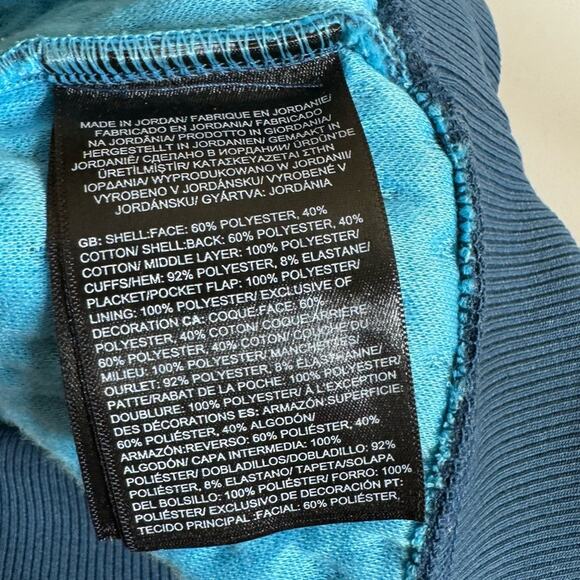 MADE IN JORDAN/ FABRIQUE EN JORDANIE/
FABRICADO EN JORDANIA/ FABRICADO
NA JORDÂNIA/ PRODOTTO IN GIORDANIA/
HERGESTELLT IN JORDANIEN/ GEMAAKT IN
JORDANIË/ СДЕЛАНО В ИОРДАНИИ/ ÜRDÜN'DE
ÜRETİLMİŞTİR/ ΚΑΤΑΣΚΕΥΑΖΕΤΑΙ ΣΤΗΝ
ΙΟΡΔΑΝΙΑ/ WYPRODUKOWANO W JORDANII/
VYROBENO V JORDÁNSKU/ VYROBENÉ V
JORDÁNSKU/ GYÁRTVA: JORDÁNIA
GB: SHELL:FACE: 60% POLYESTER, 40%
COTTON/ SHELL:BACK: 60% POLYESTER, 40%
COTTON/ MIDDLE LAYER: 100% POLYESTER/
CUFFS/HEM: 92% POLYESTER, 8% ELASTANE/
PLACKET/POCKET FLAP: 100% POLYESTER/
LINING: 100% POLYESTER/ EXCLUSIVE OF
DECORATION CA: COQUE:FACE: 60%
POLYESTER, 40% COTON/ COQUE:ARRIÈRE
60% POLYESTER, 40% COTON/ COUCHE DU
MILIEU: 100% POLYESTER/ MANCHETTES/
OURLET: 92% POLYESTER, 8% ÉLASTHANNE/
PATTE/RABAT DE LA POCHE: 100% POLYESTER/
DOUBLURE: 100% POLYESTER/ À L'EXCEPTION
DES DÉCORATIONS ES: ARMAZÓN:SUPERFICIE:
60% POLIÉSTER, 40% ALGODÓN/
ARMAZÓN:REVERSO: 60% POLIÉSTER, 40%
ALGODÓN/ CAPA INTERMEDIA: 100%
POLIÉSTER/ DOBLADILLOS/DOBLADILLO: 92%
POLIÉSTER, 8% ELASTANO/ TAPETA/SOLAPA
DEL BOLSILLO: 100% POLIÉSTER/ FORRO: 100%
POLIÉSTER/ EXCLUSIVO DE DECORACIÓN PT:
TECIDO PRINCIPAL :FACIAL: 60% POLIÉSTER,